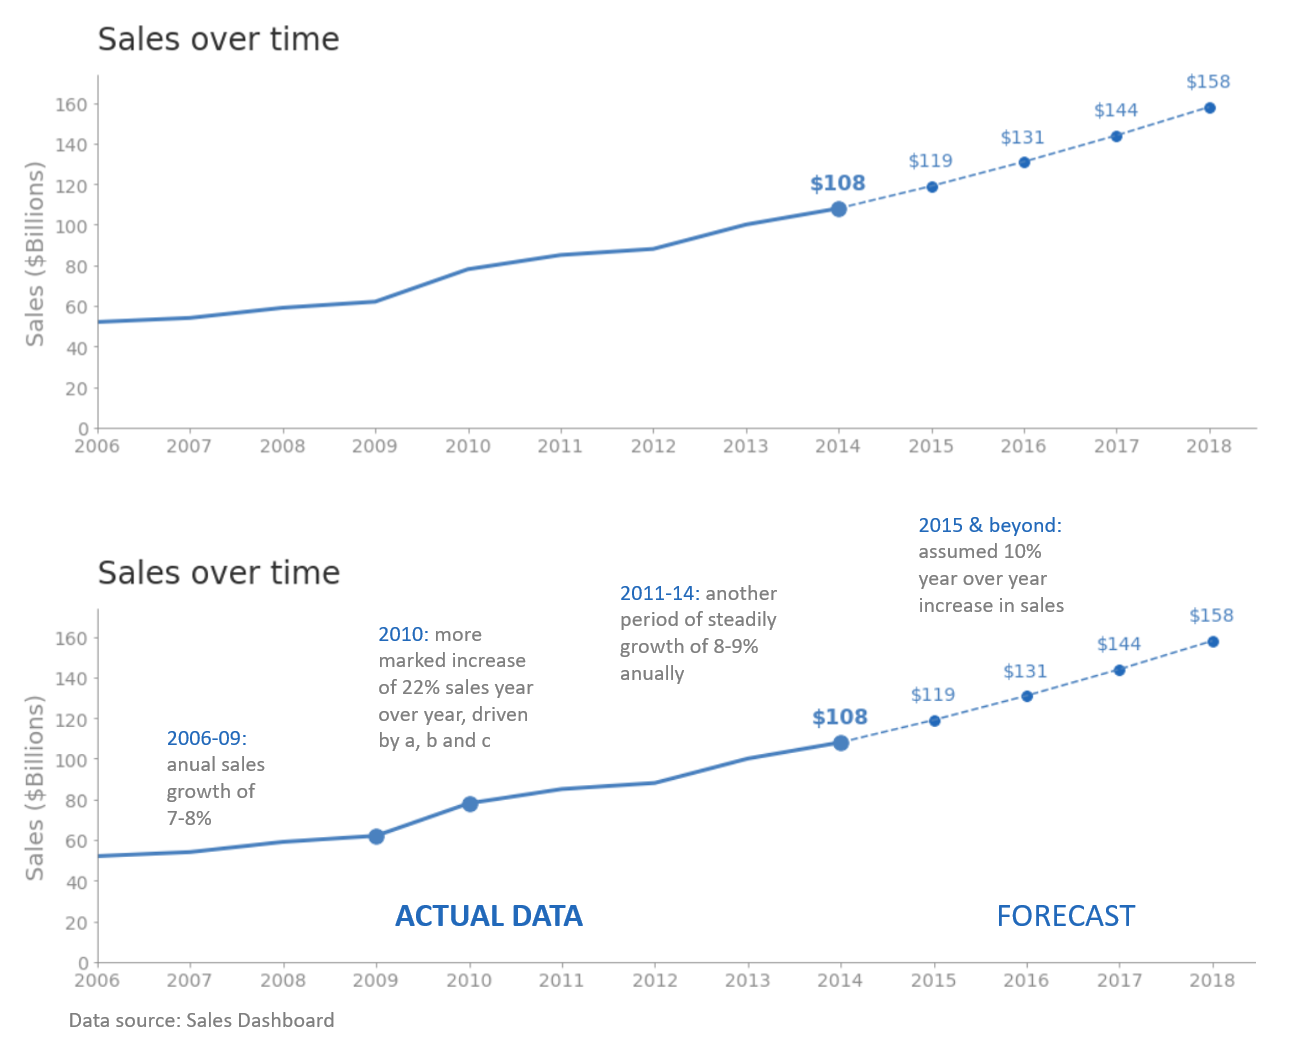 Sales over time
$158
$144
$131
$119
$108
160
140
120
100
80
60
40
20
0
Sales ($Billions)
2006 2007 2008 2009 2010 2011 2012 2013 2014 2015 2016 2017 2018
Sales over time
2015 & beyond:
assumed 10%
year over year
increase in sales
2011-14: another
period of steadily
growth of 8-9%
anually
2010: more
marked increase
of 22% sales year
over year, driven
by a, b and c
2006-09:
anual sales
growth of
7-8%
$158
$144
$131
$119
$108
160
140
120
100
80
60
40
20
0
Sales ($Billions)
ACTUAL DATA
FORECAST
2006 2007 2008 2009 2010 2011 2012 2013 2014 2015 2016 2017 2018
Data source: Sales Dashboard